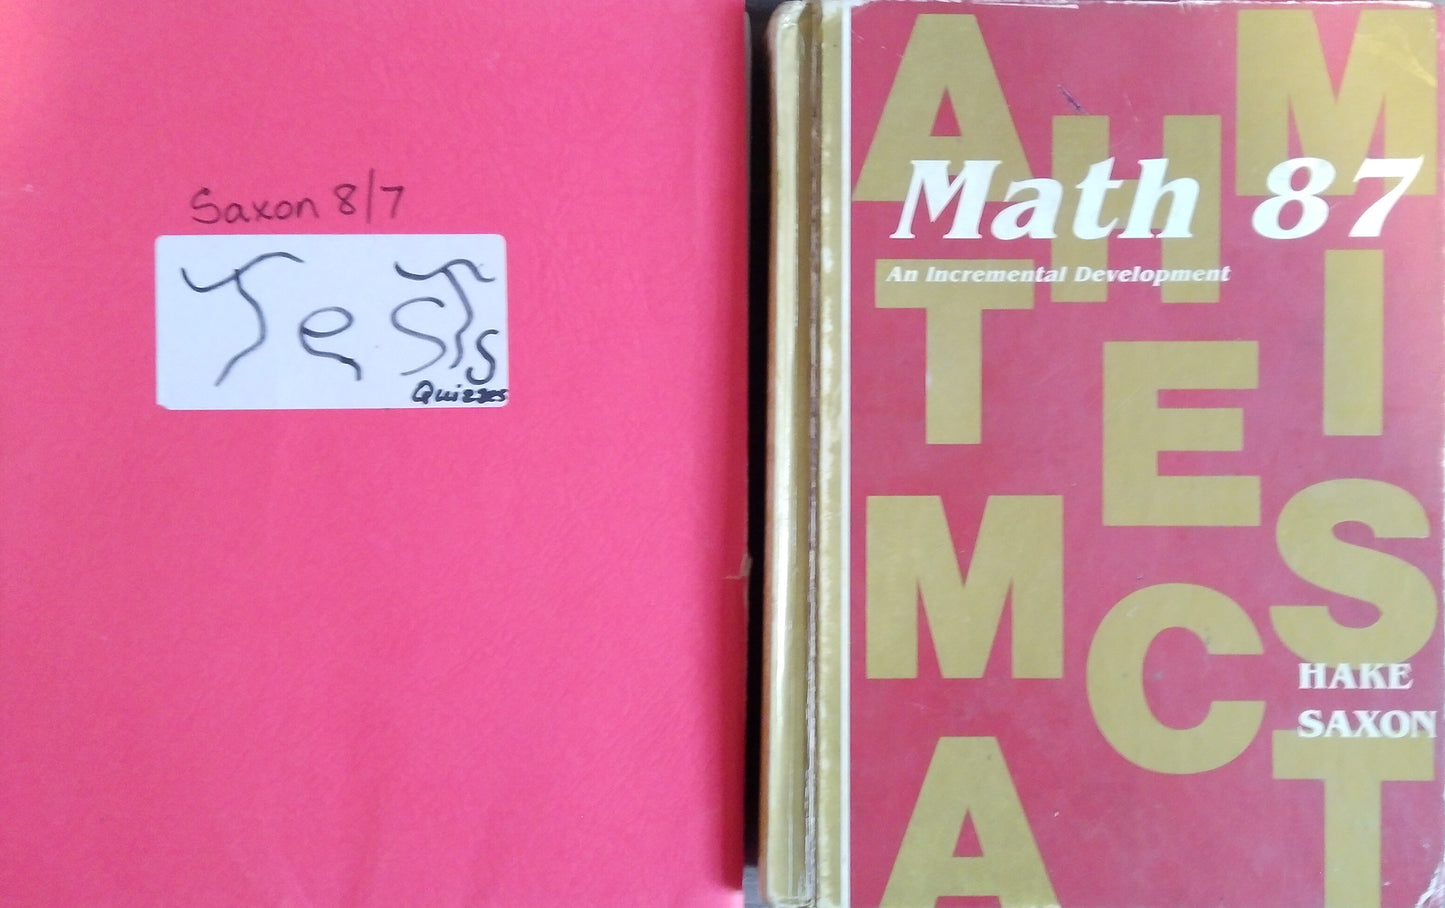 Saxon 8/7
Tests
Quizzes
Math 87
An Incremental Development
HAKE
SAXON
A H M
T E I
M C S
A T